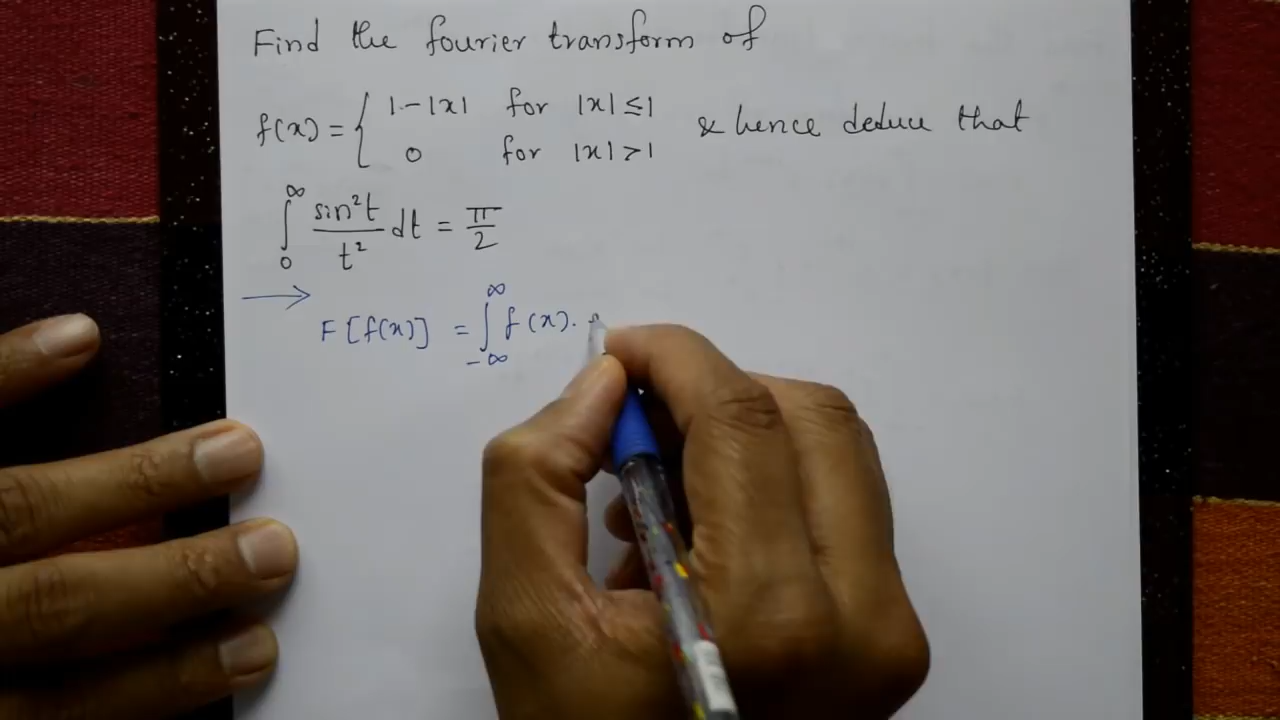 Find the fourier transform of
f(x) = { 1 - |x| for |x| ≤ 1 & hence deduce that
0 for |x| > 1
∫₀^∞ sin²t / t² dt = π/2
→ F[f(x)] = ∫_{-∞}^{∞} f(x).